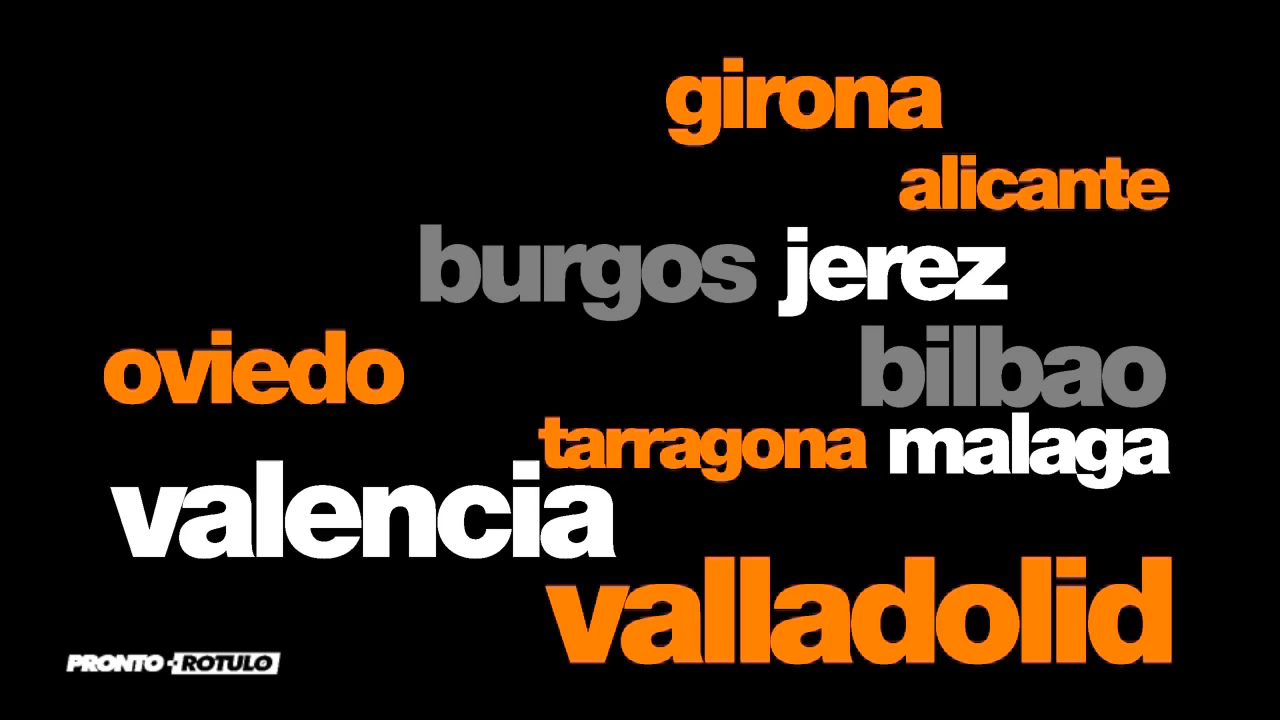 girona
alicante
burgos jerez
oviedo
bilbao
tarragona malaga
valencia
valladolid
PRONTO-ROTULO